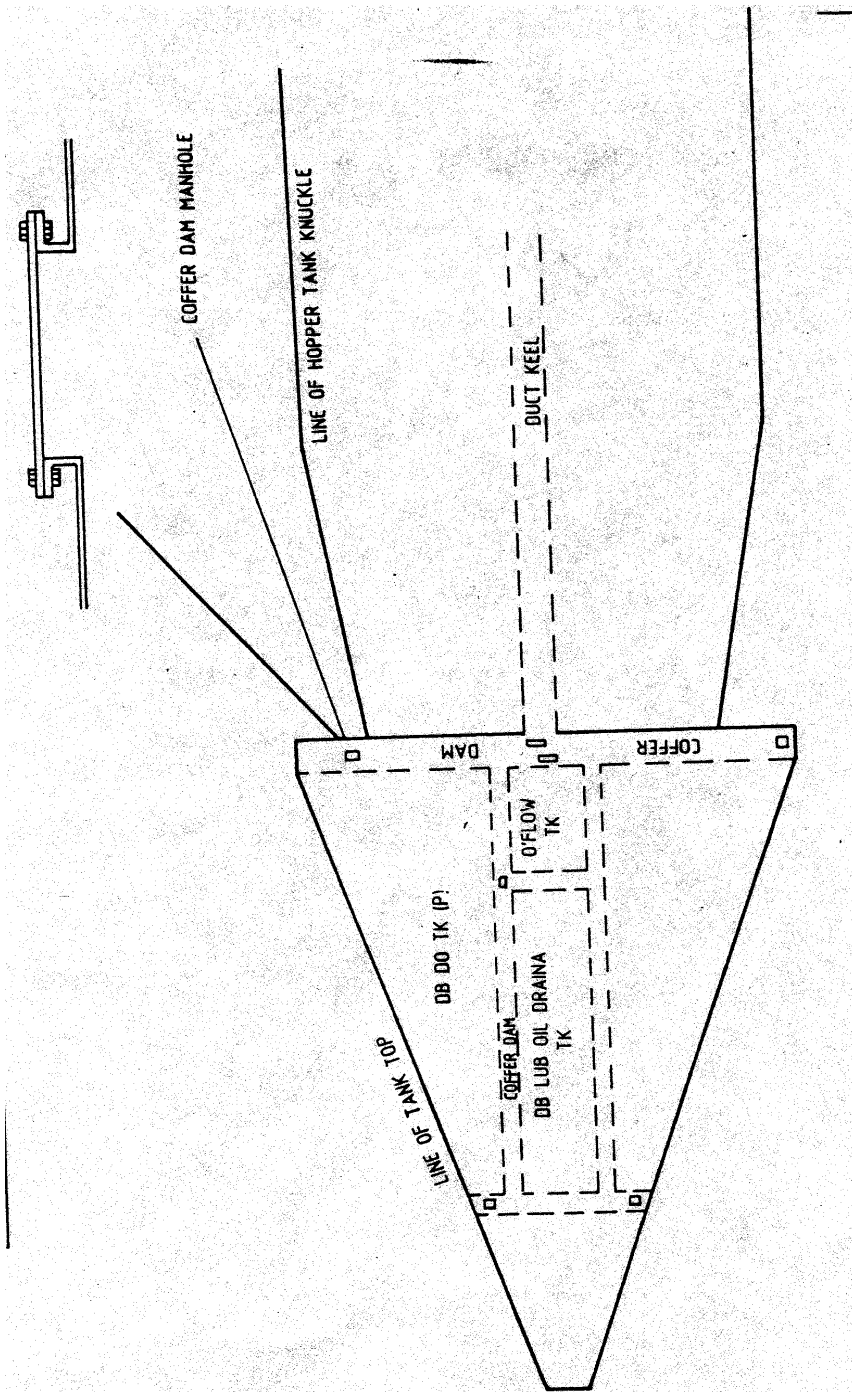 COFFER DAM MANHOLE
LINE OF HOPPER TANK KNUCKLE
DUCT KEEL
DAM
COFFER
O'FLOW
TK
DB DO TK (P)
COFFER DAM
DB LUB OIL DRAINA
TK
LINE OF TANK TOP